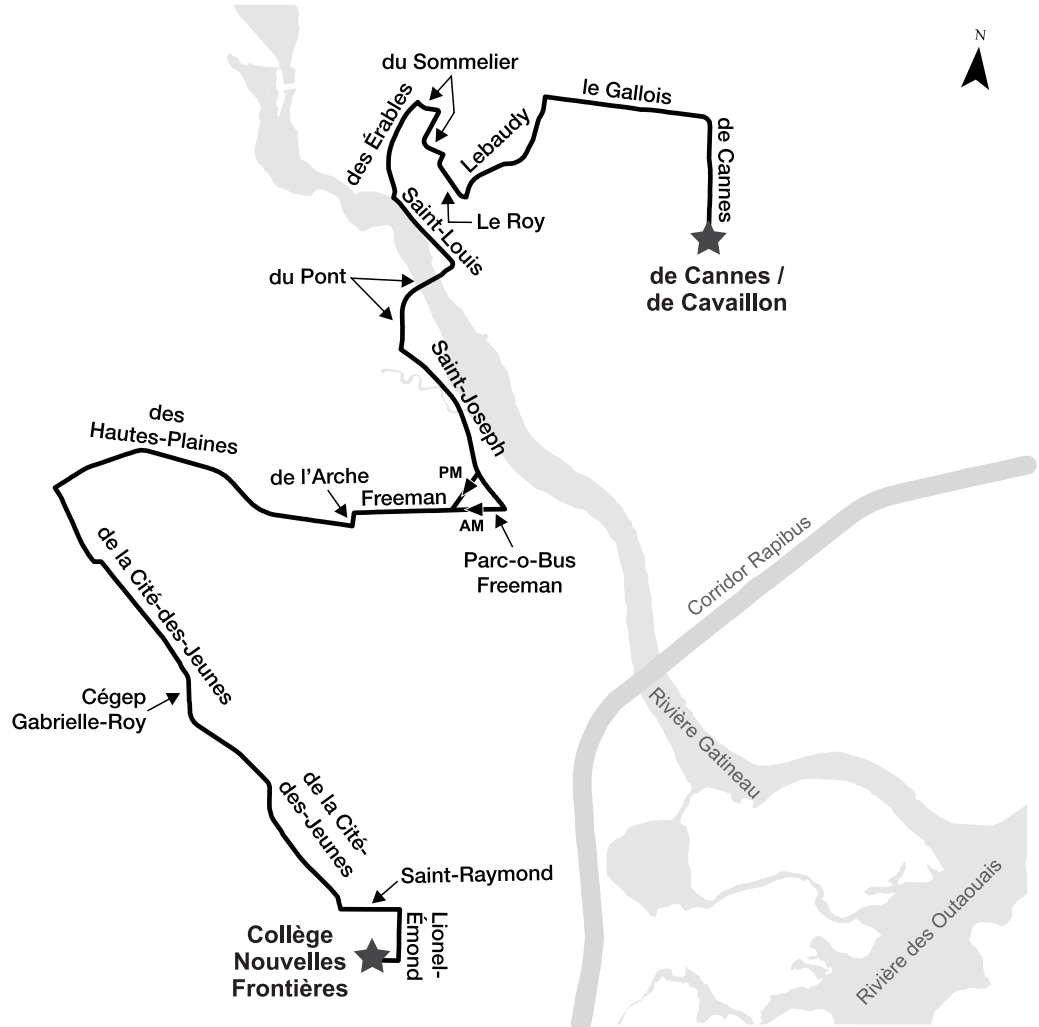 N
du Sommelier
le Gallois
des Érables
Lebaudy
de Cannes
Saint-Louis
Le Roy
du Pont
de Cannes /
de Cavaillon
Saint-Joseph
des
Hautes-Plaines
de l'Arche
Freeman
PM
AM
Parc-o-Bus
Freeman
Corridor Rapibus
de la Cité-des-Jeunes
Cégep
Gabrielle-Roy
Rivière Gatineau
de la Cité-
des-Jeunes
Saint-Raymond
Lionel-
Émond
Collège
Nouvelles
Frontières
Rivière des Outaouais